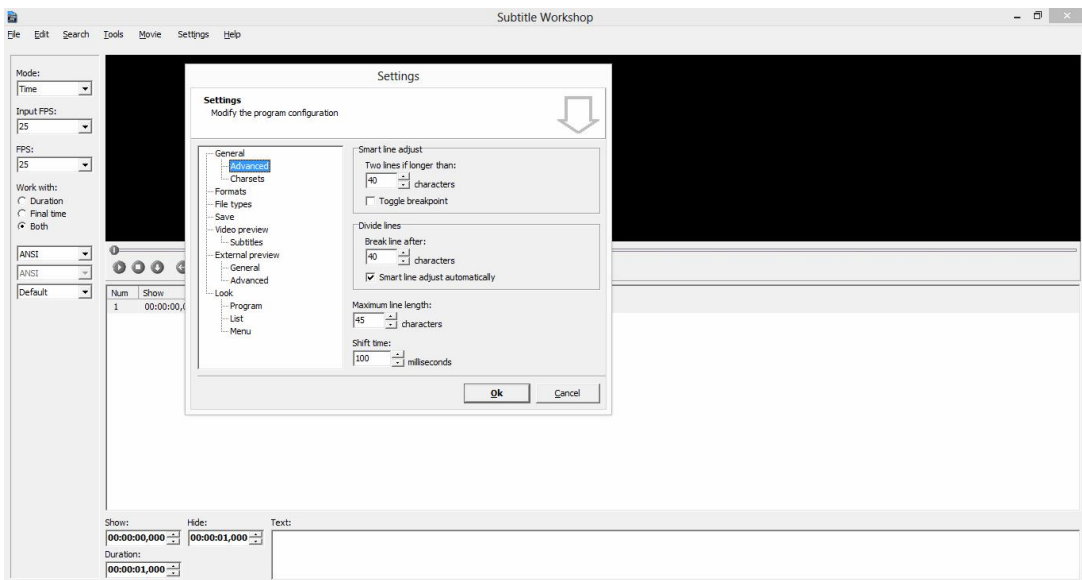 Subtitle Workshop
File Edit Search Tools Movie Settings Help
Mode:
Time
Input FPS:
25
FPS:
25
Work with:
Duration
Final time
Both
ANSI
ANSI
Default
Settings
Settings
Modify the program configuration
General
Advanced
Charsets
Formats
File types
Save
Video preview
Subtitles
External preview
General
Advanced
Look
Program
List
Menu
Smart line adjust
Two lines if longer than:
40 characters
Toggle breakpoint
Divide lines
Break line after:
40 characters
Smart line adjust automatically
Maximum line length:
45 characters
Shift time:
100 milliseconds
Ok Cancel
Num Show
1 00:00:00,0
Show: Hide: Text:
00:00:00,000 00:00:01,000
Duration:
00:00:01,000